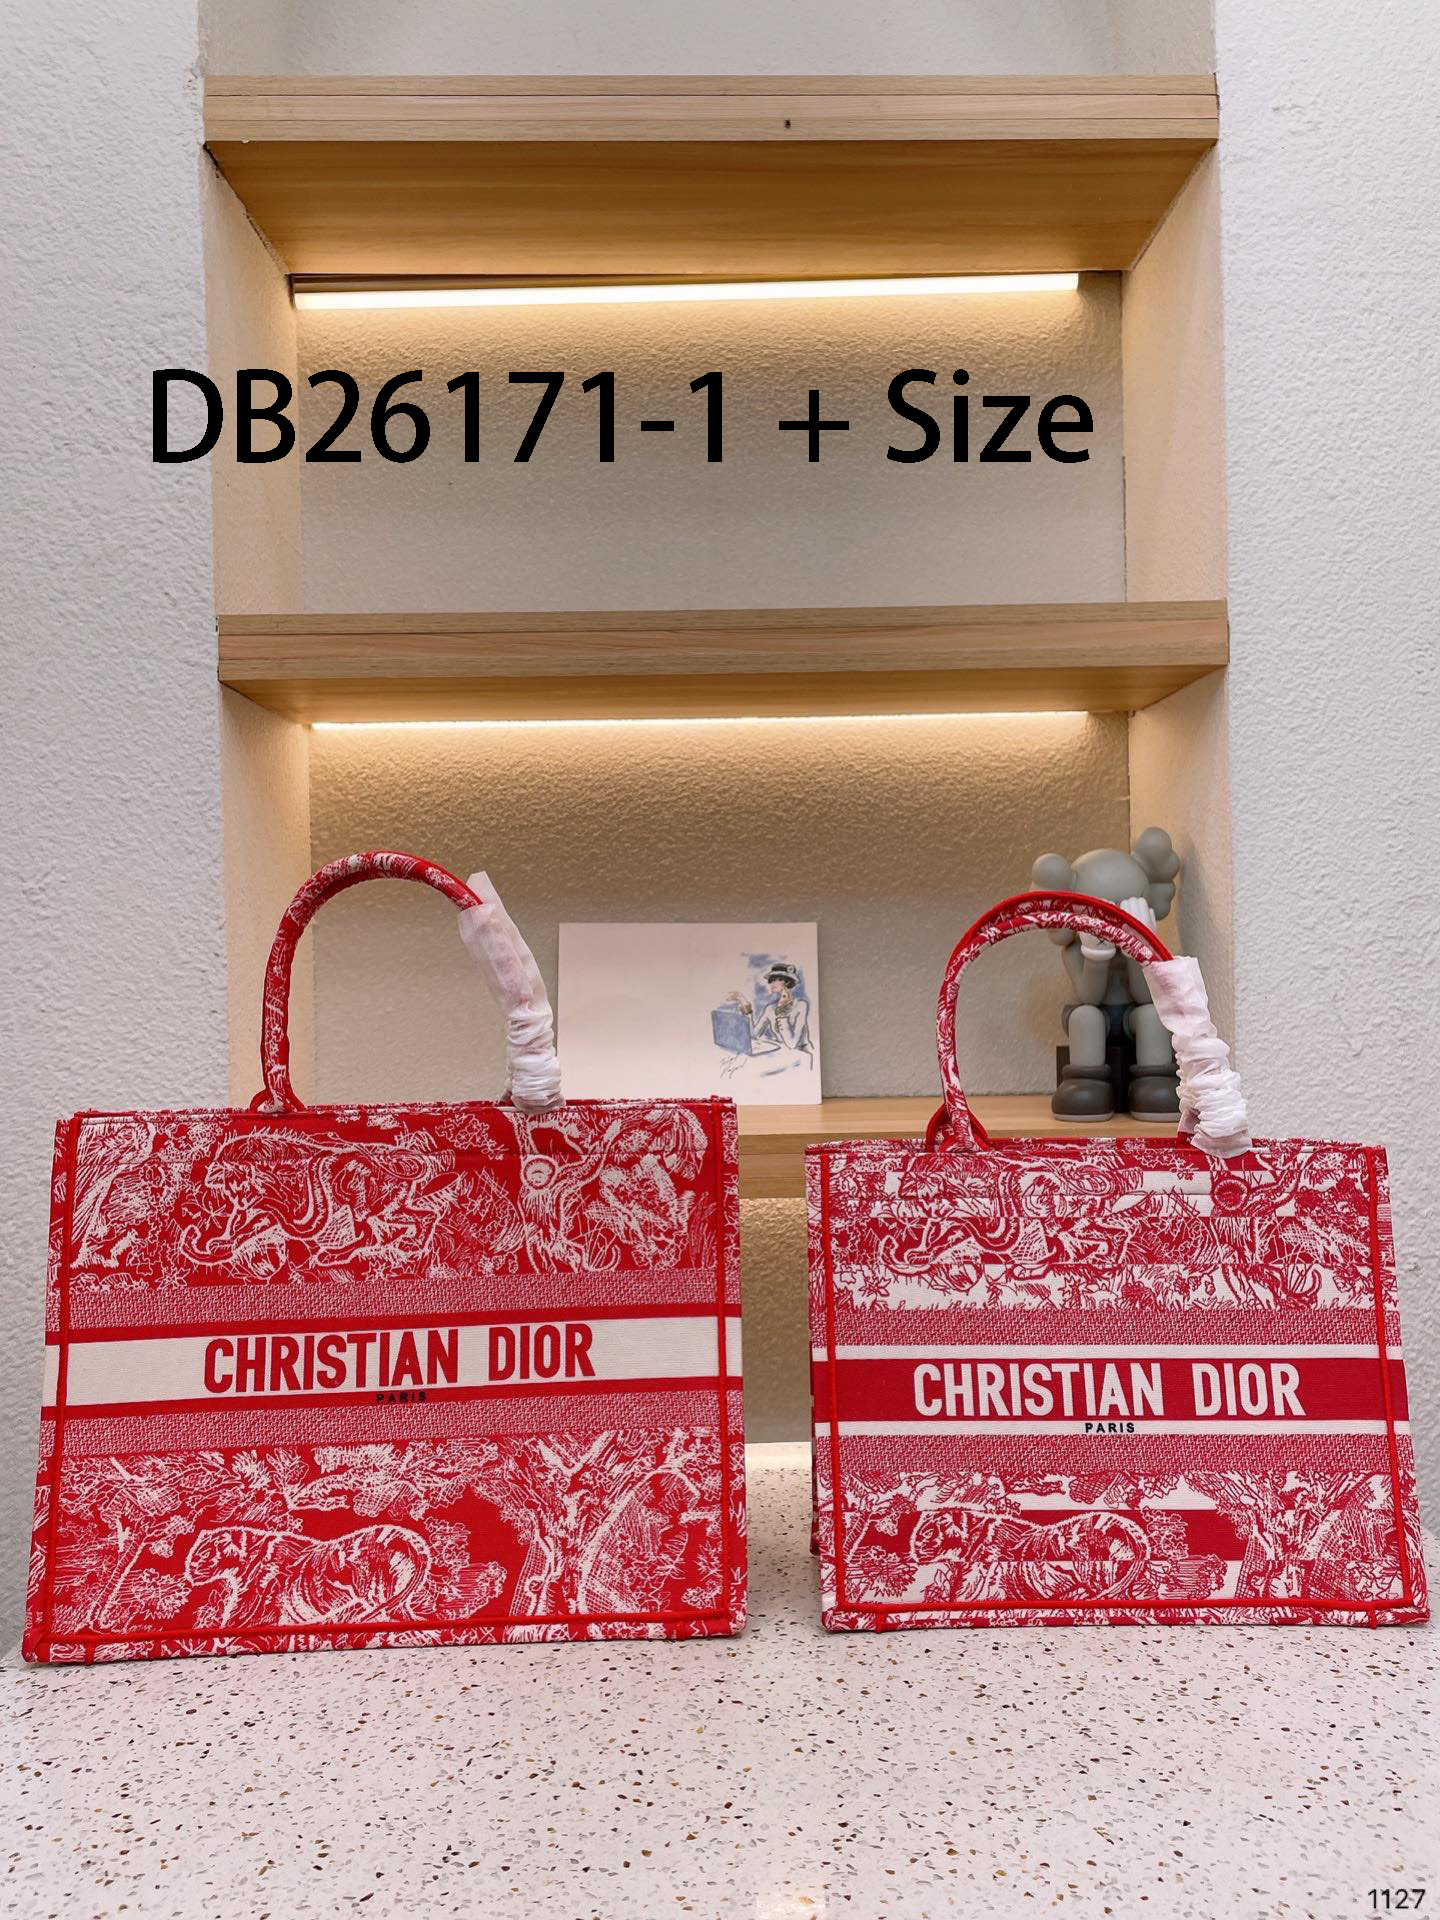 DB26171-1 + Size
CHRISTIAN DIOR
PARIS
CHRISTIAN DIOR
PARIS
1127